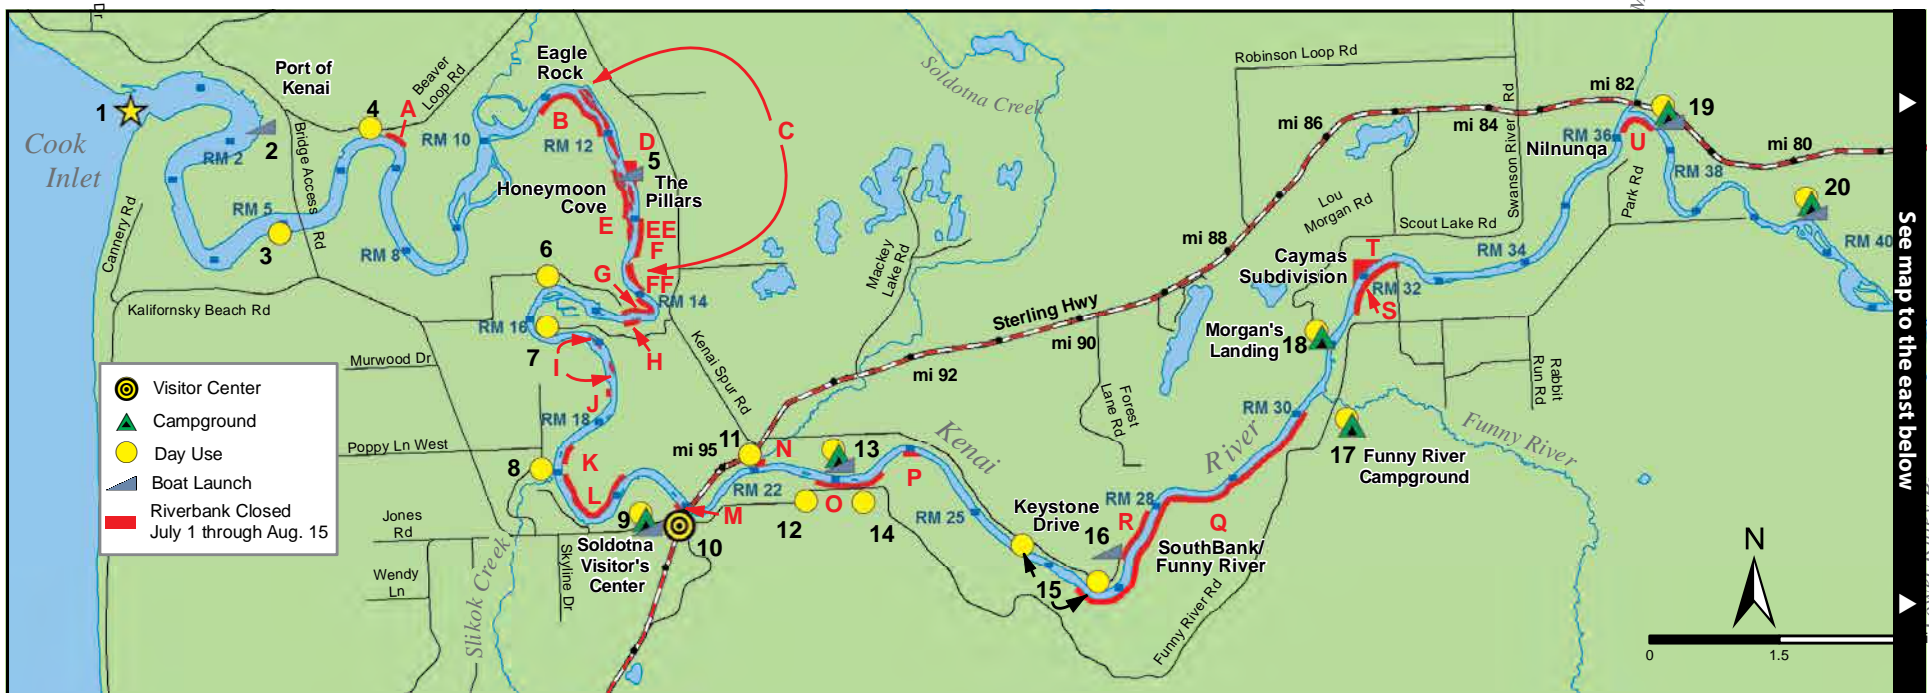 Port of
Kenai
Beaver
Loop Rd
Eagle
Rock
Soldotna Creek
Robinson Loop Rd
Swanson River Rd
mi 82
mi 80
mi 84
mi 86
mi 88
mi 90
mi 92
mi 95
1
2
3
4
5
6
7
8
9
10
11
12
13
14
15
16
17
18
19
20
Cook
Inlet
RM 2
RM 5
RM 8
RM 10
RM 12
RM 14
RM 16
RM 18
RM 22
RM 25
RM 28
RM 30
RM 32
RM 34
RM 36
RM 38
RM 40
A
B
C
D
E
EE
F
FF
G
H
I
J
K
L
M
N
O
P
Q
R
S
T
U
Bridge Access
Rd
Cannery Rd
Honeymoon
Cove
The
Pillars
Nilnunqa
Park Rd
Lou
Morgan Rd
Scout Lake Rd
Caymas
Subdivision
Mackey
Lake Rd
Sterling Hwy
Kalifornsky Beach Rd
Murwood Dr
Kenai Spur Rd
Morgan's
Landing
Forest
Lane Rd
Rabbit
Run Rd
Poppy Ln West
Kenai
River
Funny River
Funny River
Campground
Keystone
Drive
SouthBank/
Funny River
Funny River Rd
Jones
Rd
Wendy
Ln
Slikok Creek
Skyline Dr
Soldotna
Visitor's
Center
Visitor Center
Campground
Day Use
Boat Launch
Riverbank Closed
July 1 through Aug. 15
N
0
1.5
See map to the east below
Dr